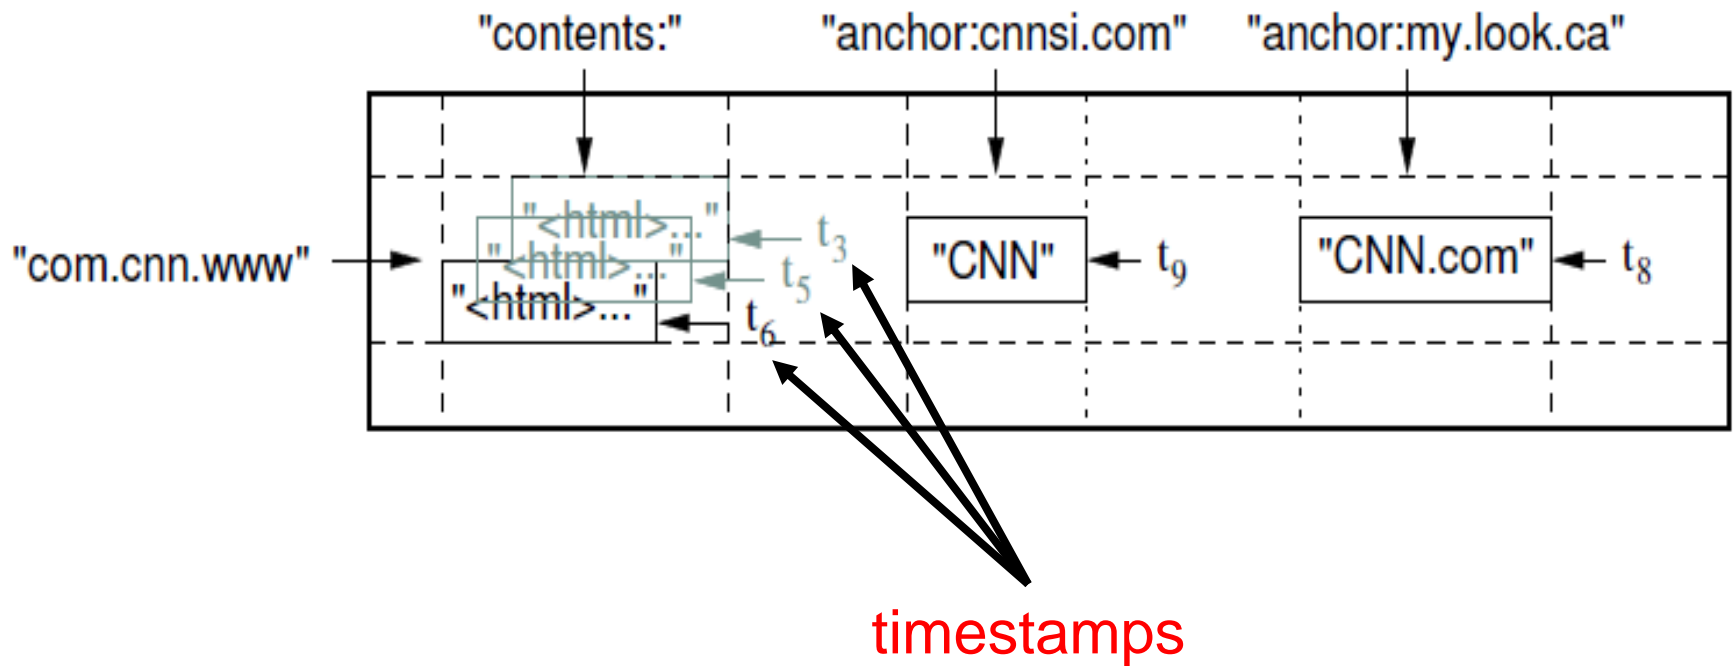 "contents:" "anchor:cnnsi.com" "anchor:my.look.ca"
"<html>..." t3
"com.cnn.www" "<html>..." t5 "CNN" t9 "CNN.com" t8
"<html>..." t6
timestamps